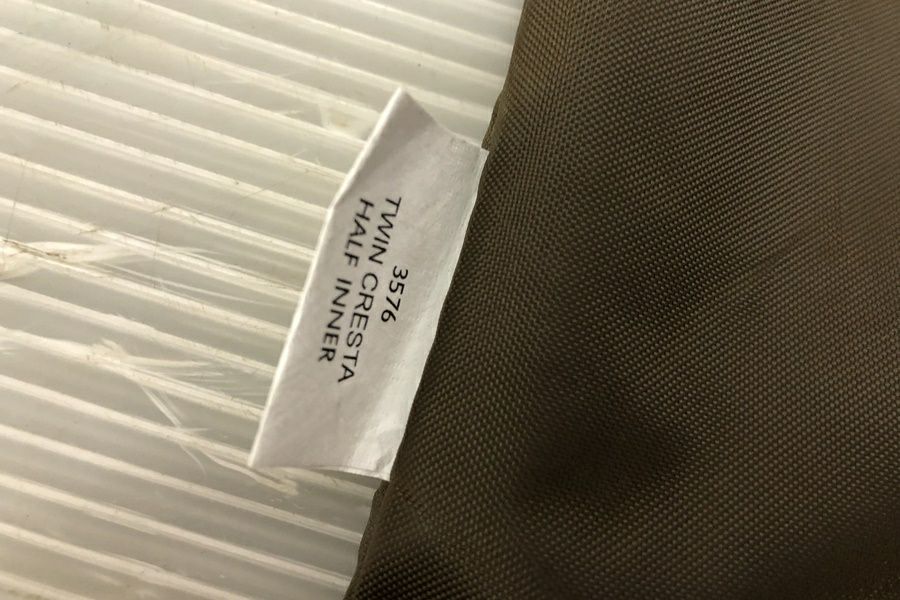 3576
TWIN CRESTA
HALF INNER